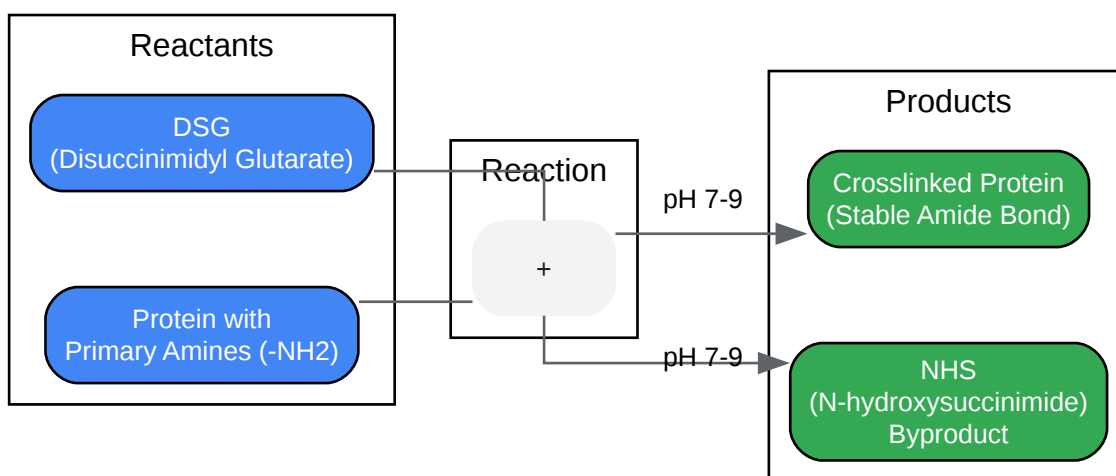 Reactants
DSG
(Disuccinimidyl Glutarate)
Protein with
Primary Amines (-NH2)
Reaction
+
pH 7-9
pH 7-9
Products
Crosslinked Protein
(Stable Amide Bond)
NHS
(N-hydroxysuccinimide)
Byproduct